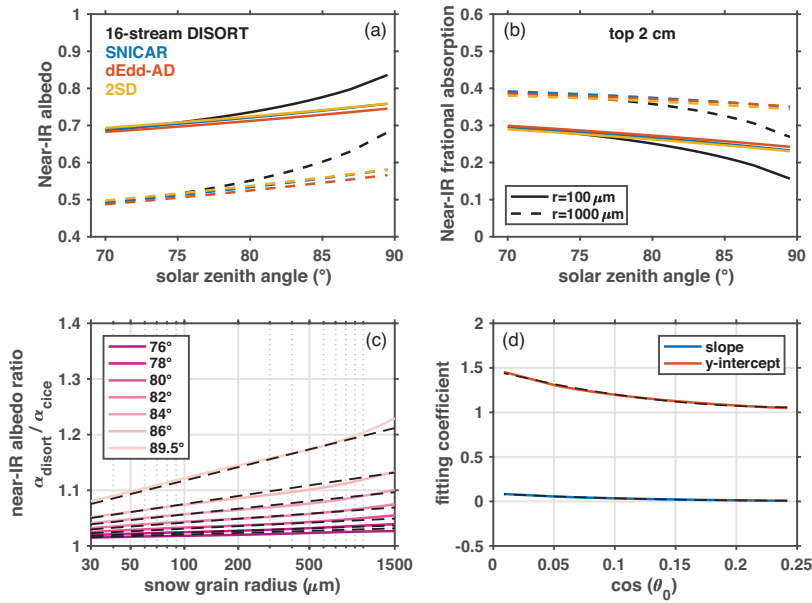 (a)
16-stream DISORT
SNICAR
dEdd-AD
2SD
Near-IR albedo
1
0.9
0.8
0.7
0.6
0.5
0.4
70 75 80 85 90
solar zenith angle (°)
(b)
top 2 cm
Near-IR frational absorption
0.5
0.4
0.3
0.2
0.1
0
r=100 μm
r=1000 μm
70 75 80 85 90
solar zenith angle (°)
(c)
near-IR albedo ratio
α_disort / α_cice
1.4
1.3
1.2
1.1
1
76°
78°
80°
82°
84°
86°
89.5°
30 50 100 200 500 1500
snow grain radius (μm)
(d)
fitting coefficient
2
1.5
1
0.5
0
-0.5
slope
y-intercept
0 0.05 0.1 0.15 0.2 0.25
cos (θ₀)